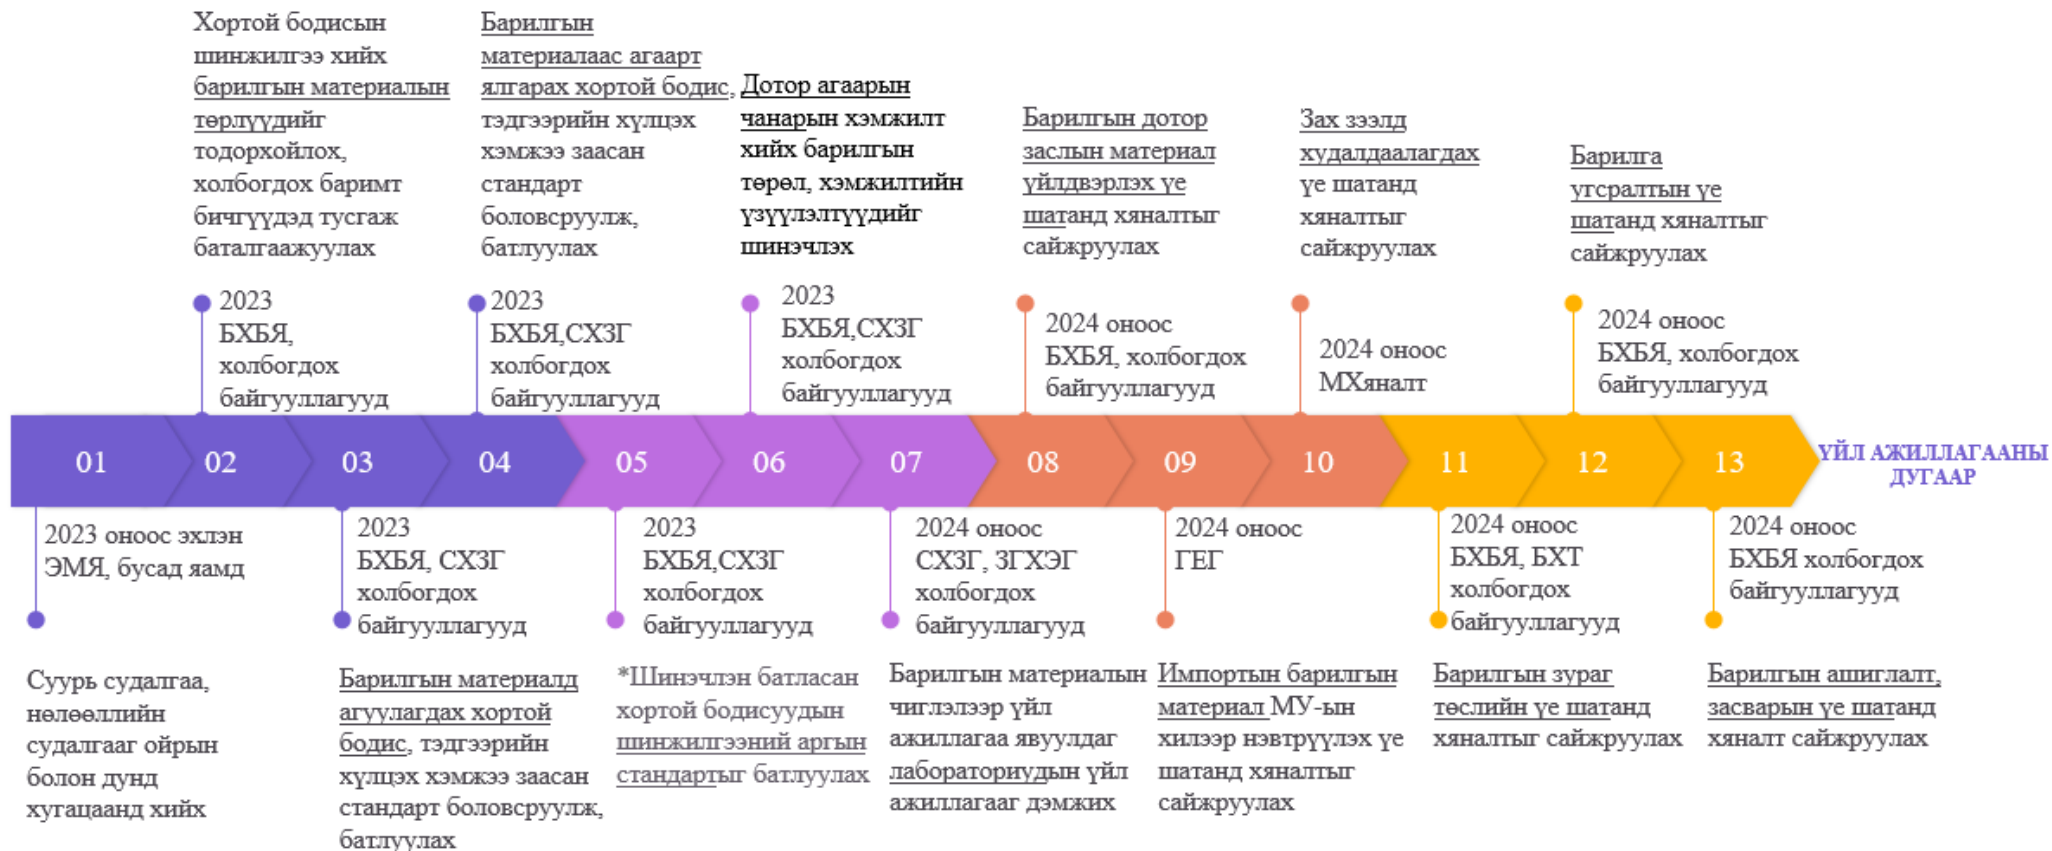 Хортой бодисын
шинжилгээ хийх
барилгын материалын
төрлүүдийг
тодорхойлох,
холбогдох баримт
бичгүүдэд тусгаж
баталгаажуулах
Барилгын
материалаас агаарт
ялгарах хортой бодис,
тэдгээрийн хүлцэх
хэмжээ заасан
стандарт
боловсруулж,
батлуулах
Дотор агаарын
чанарын хэмжилт
хийх барилгын
төрөл, хэмжилтийн
үзүүлэлтүүдийг
шинэчлэх
Барилгын дотор
заслын материал
үйлдвэрлэх үе
шатанд хяналтыг
сайжруулах
Зах зээлд
худалдаалагдах
үе шатанд
хяналтыг
сайжруулах
Барилга
угсралтын үе
шатанд хяналтыг
сайжруулах
2023
БХБЯ,
холбогдох
байгууллагууд
2023
БХБЯ,СХЗГ
холбогдох
байгууллагууд
2023
БХБЯ,СХЗГ
холбогдох
байгууллагууд
2024 оноос
БХБЯ, холбогдох
байгууллагууд
2024 оноос
МХяналт
2024 оноос
БХБЯ, холбогдох
байгууллагууд
01 02 03 04 05 06 07 08 09 10 11 12 13
ҮЙЛ АЖИЛЛАГААНЫ
ДУГААР
2023 оноос эхлэн
ЭМЯ, бусад яамд
2023
БХБЯ, СХЗГ
холбогдох
байгууллагууд
2023
БХБЯ,СХЗГ
холбогдох
байгууллагууд
2024 оноос
СХЗГ, ЗГХЭГ
холбогдох
байгууллагууд
2024 оноос
ГЕГ
2024 оноос
БХБЯ, БХТ
холбогдох
байгууллагууд
2024 оноос
БХБЯ холбогдох
байгууллагууд
Суурь судалгаа,
нөлөөллийн
судалгааг ойрын
болон дунд
хугацаанд хийх
Барилгын материалд
агуулагдах хортой
бодис, тэдгээрийн
хүлцэх хэмжээ заасан
стандарт боловсруулж,
батлуулах
*Шинэчлэн батласан
хортой бодисуудын
шинжилгээний аргын
стандартыг батлуулах
Барилгын материалын
чиглэлээр үйл
ажиллагаа явуулдаг
лабораториудын үйл
ажиллагааг дэмжих
Импортын барилгын
материал МУ-ын
хилээр нэвтрүүлэх үе
шатанд хяналтыг
сайжруулах
Барилгын зураг
төслийн үе шатанд
хяналтыг сайжруулах
Барилгын ашиглалт,
засварын үе шатанд
хяналт сайжруулах